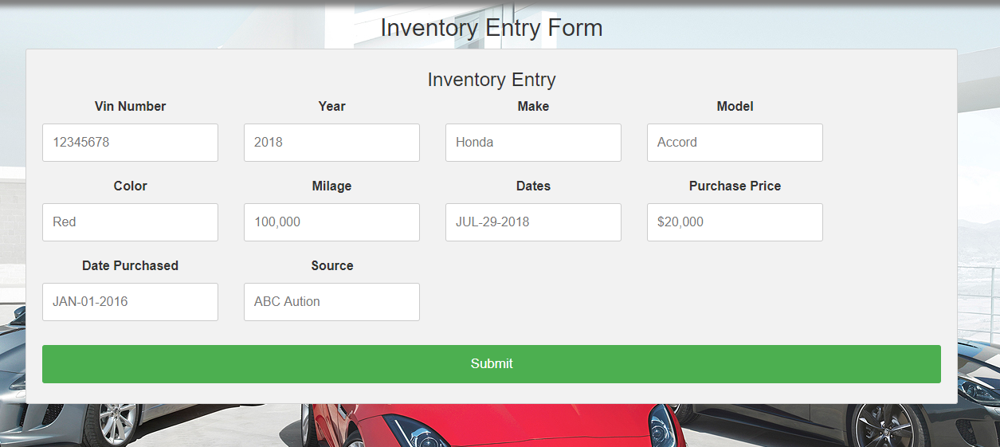 Inventory Entry Form
Inventory Entry
Vin Number Year Make Model
12345678 2018 Honda Accord
Color Milage Dates Purchase Price
Red 100,000 JUL-29-2018 $20,000
Date Purchased Source
JAN-01-2016 ABC Aution
Submit